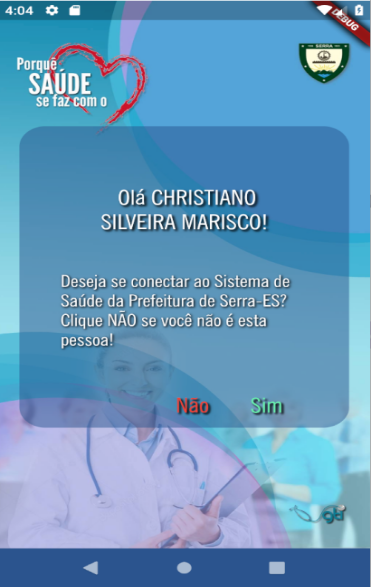 4:04
DEBUG
Porquê
SAÚDE
se faz com o
SERRA
Olá CHRISTIANO
SILVEIRA MARISCO!
Deseja se conectar ao Sistema de
Saúde da Prefeitura de Serra-ES?
Clique NÃO se você não é esta
pessoa!
Não
Sim